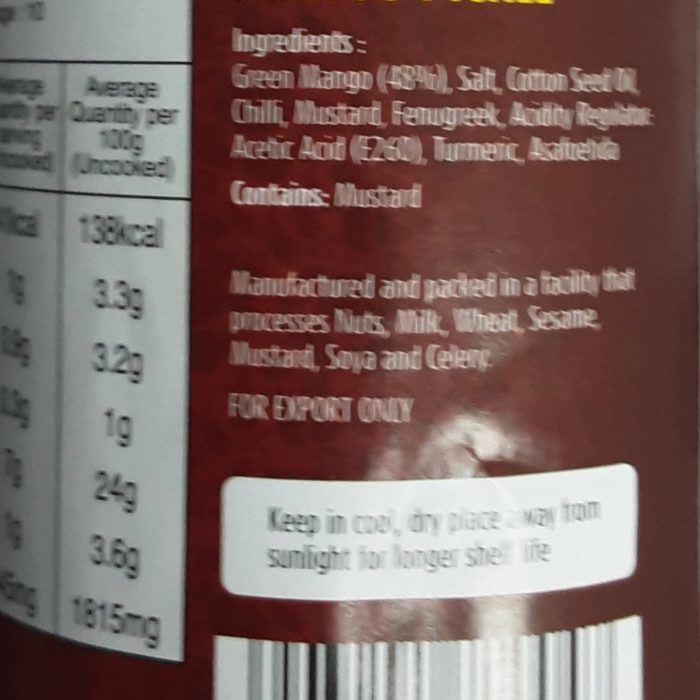 Average
Quantity per
100g
(Uncooked)
138kcal
3.3g
3.2g
1g
24g
3.6g
1815mg
Ingredients :
Green Mango (48%), Salt, Cotton Seed Oil,
Chilli, Mustard, Fenugreek, Acidity Regulator:
Acetic Acid (E260), Turmeric, Asafoetida
Contains: Mustard
Manufactured and packed in a facility that
processes Nuts, Milk, Wheat, Sesame,
Mustard, Soya and Celery.
FOR EXPORT ONLY
Keep in cool, dry place away from
sunlight for longer shelf life